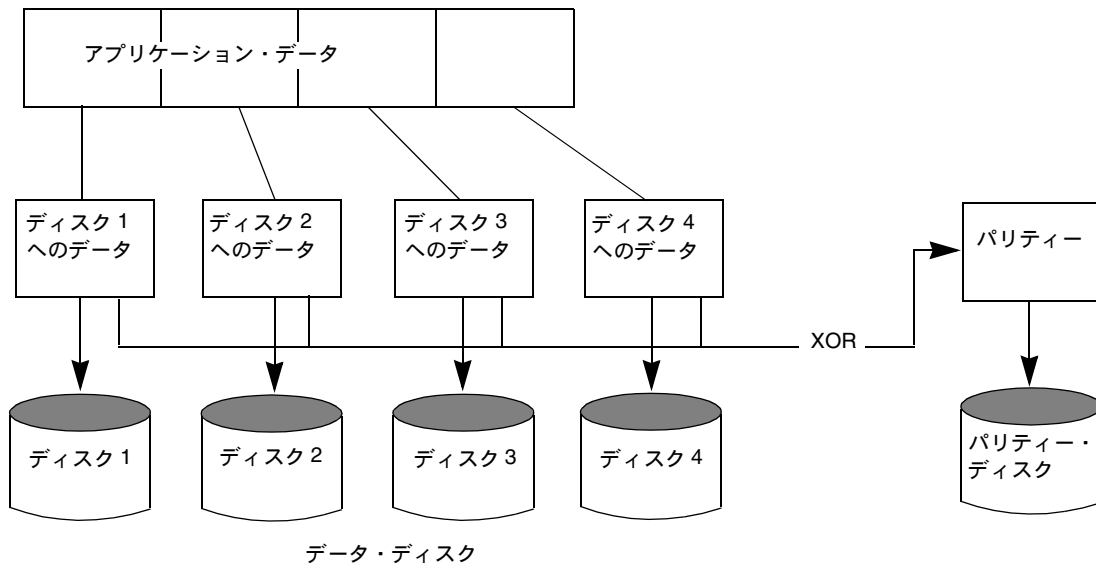 アプリケーション・データ
ディスク 1
へのデータ
ディスク 2
へのデータ
ディスク 3
へのデータ
ディスク 4
へのデータ
パリティー
XOR
ディスク 1
ディスク 2
ディスク 3
ディスク 4
パリティー・
ディスク
データ・ディスク